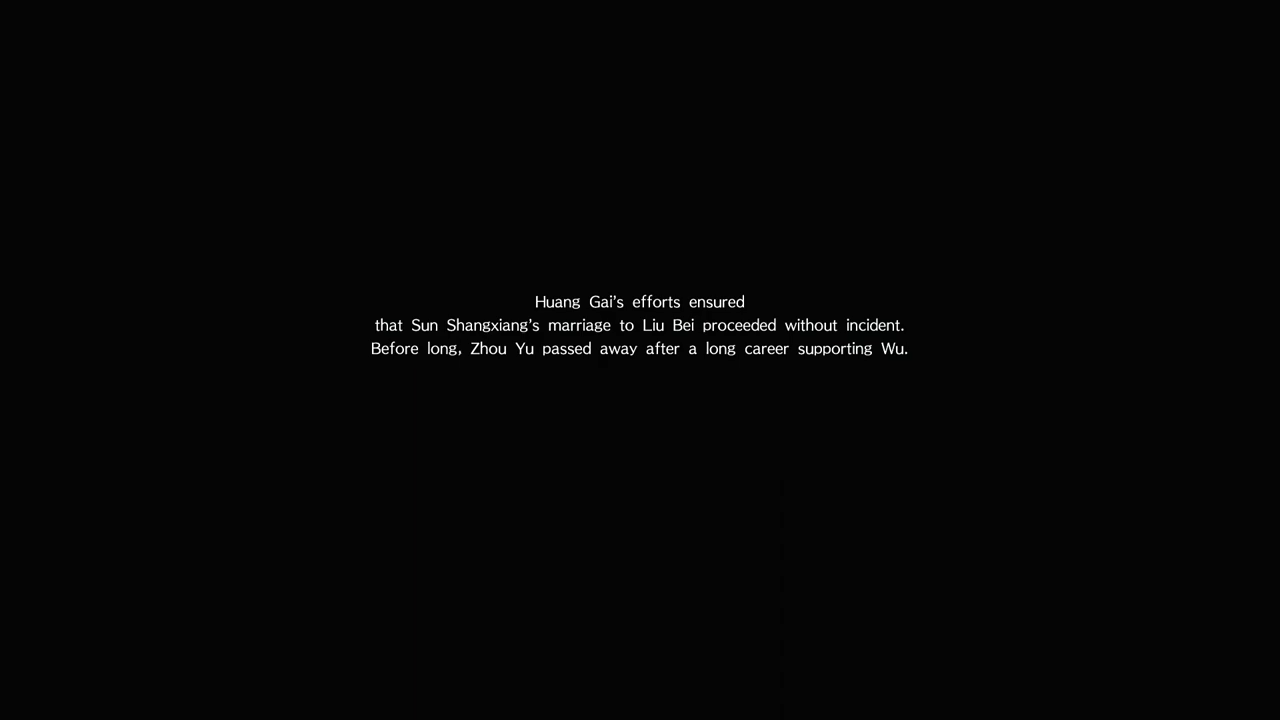 Huang Gai's efforts ensured
that Sun Shangxiang's marriage to Liu Bei proceeded without incident.
Before long, Zhou Yu passed away after a long career supporting Wu.